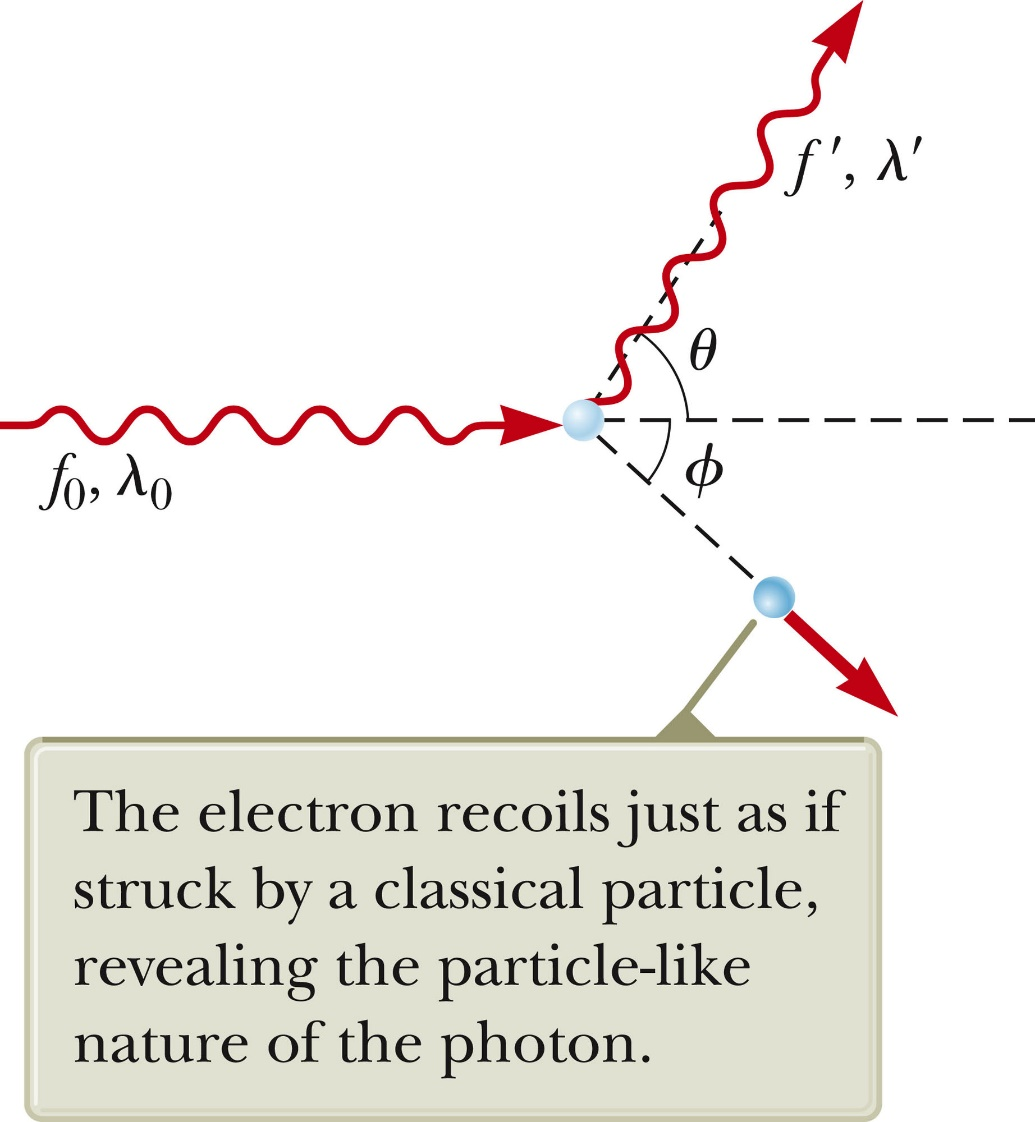 f′, λ′
θ
f₀, λ₀
ϕ
The electron recoils just as if
struck by a classical particle,
revealing the particle-like
nature of the photon.